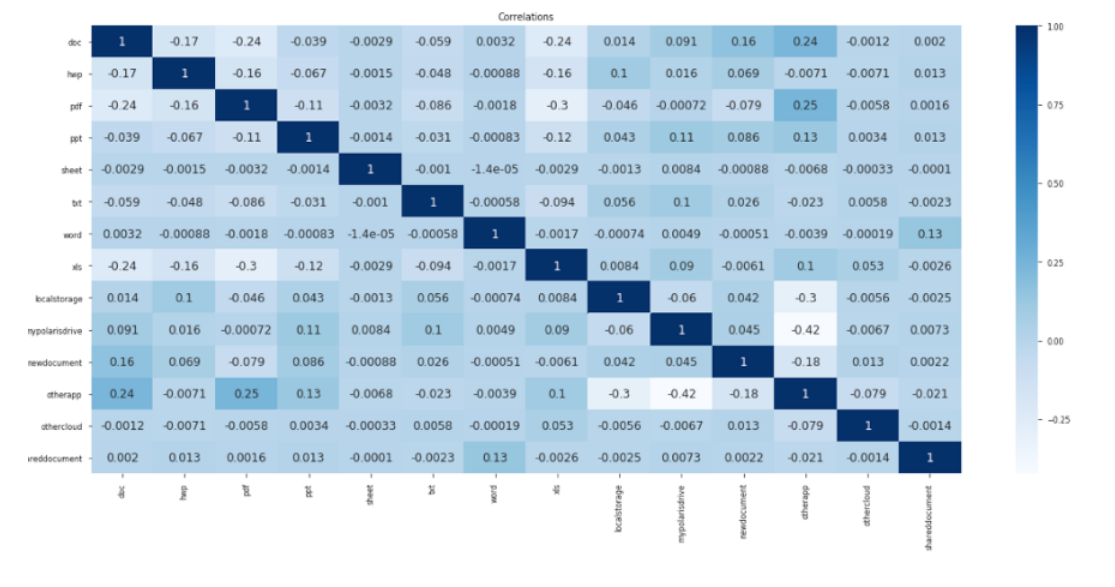 Correlations
doc 1 -0.17 -0.24 -0.039 -0.0029 -0.059 0.0032 -0.24 0.014 0.091 0.16 0.24 -0.0012 0.002
hwp -0.17 1 -0.16 -0.067 -0.0015 -0.048 -0.00088 -0.16 0.1 0.016 0.069 -0.0071 -0.0071 0.013
pdf -0.24 -0.16 1 -0.11 -0.0032 -0.086 -0.0018 -0.3 -0.046 -0.00072 -0.079 0.25 -0.0058 0.0016
ppt -0.039 -0.067 -0.11 1 -0.0014 -0.031 -0.00083 -0.12 0.043 0.11 0.086 0.13 0.0034 0.013
sheet -0.0029 -0.0015 -0.0032 -0.0014 1 -0.001 -1.4e-05 -0.0029 -0.0013 0.0084 -0.00088 -0.0068 -0.00033 -0.0001
txt -0.059 -0.048 -0.086 -0.031 -0.001 1 -0.00058 -0.094 0.056 0.1 0.026 -0.023 0.0058 -0.0023
word 0.0032 -0.00088 -0.0018 -0.00083 -1.4e-05 -0.00058 1 -0.0017 -0.00074 0.0049 -0.00051 -0.0039 -0.00019 0.13
xls -0.24 -0.16 -0.3 -0.12 -0.0029 -0.094 -0.0017 1 0.0084 0.09 -0.0061 0.1 0.053 -0.0026
localstorage 0.014 0.1 -0.046 0.043 -0.0013 0.056 -0.00074 0.0084 1 -0.06 0.042 -0.3 -0.0056 -0.0025
nypolarisdrive 0.091 0.016 -0.00072 0.11 0.0084 0.1 0.0049 0.09 -0.06 1 0.045 -0.42 -0.0067 0.0073
newdocument 0.16 0.069 -0.079 0.086 -0.00088 0.026 -0.00051 -0.0061 0.042 0.045 1 -0.18 0.013 0.0022
otherapp 0.24 -0.0071 0.25 0.13 -0.0068 -0.023 -0.0039 0.1 -0.3 -0.42 -0.18 1 -0.079 -0.021
othercloud -0.0012 -0.0071 -0.0058 0.0034 -0.00033 0.0058 -0.00019 0.053 -0.0056 -0.0067 0.013 -0.079 1 -0.0014
areddocument 0.002 0.013 0.0016 0.013 -0.0001 -0.0023 0.13 -0.0026 -0.0025 0.0073 0.0022 -0.021 -0.0014 1
doc hwp pdf ppt sheet txt word xls localstorage mypolarisdrive newdocument otherapp othercloud shareddocument
1.00
0.75
0.50
0.25
0.00
-0.25